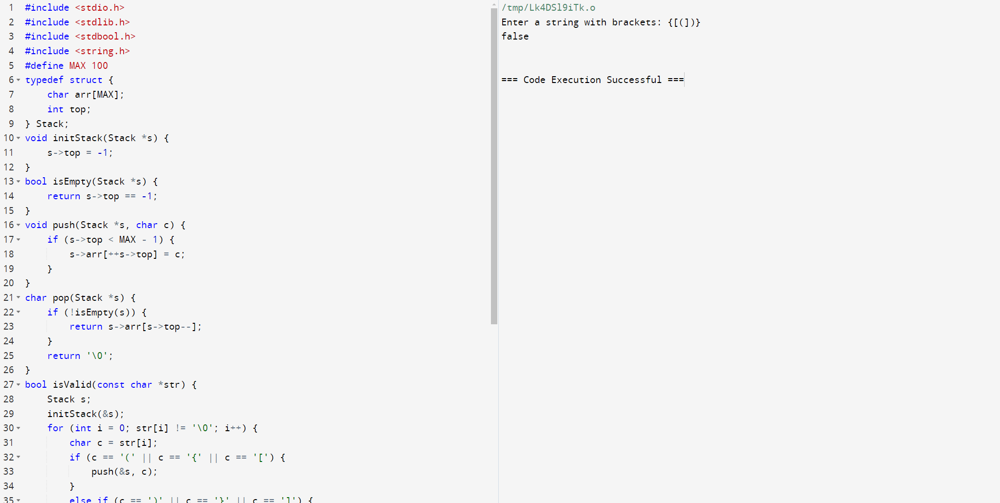 1 #include <stdio.h>
2 #include <stdlib.h>
3 #include <stdbool.h>
4 #include <string.h>
5 #define MAX 100
6 typedef struct {
7     char arr[MAX];
8     int top;
9 } Stack;
10 void initStack(Stack *s) {
11     s->top = -1;
12 }
13 bool isEmpty(Stack *s) {
14     return s->top == -1;
15 }
16 void push(Stack *s, char c) {
17     if (s->top < MAX - 1) {
18         s->arr[++s->top] = c;
19     }
20 }
21 char pop(Stack *s) {
22     if (!isEmpty(s)) {
23         return s->arr[s->top--];
24     }
25     return '\0';
26 }
27 bool isValid(const char *str) {
28     Stack s;
29     initStack(&s);
30     for (int i = 0; str[i] != '\0'; i++) {
31         char c = str[i];
32         if (c == '(' || c == '{' || c == '[') {
33             push(&s, c);
34         }
35         else if (c == ')' || c == '}' || c == ']') {
/tmp/Lk4DSl9iTk.o
Enter a string with brackets: {[(])}
false
=== Code Execution Successful ===